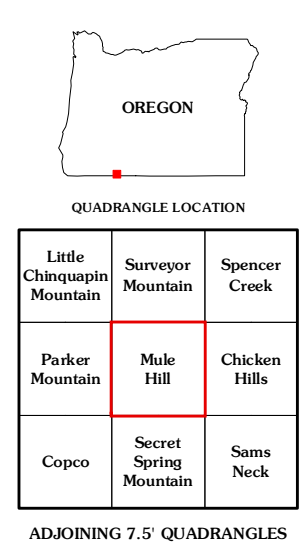 OREGON
QUADRANGLE LOCATION
Little
Chinquapin
Mountain
Surveyor
Mountain
Spencer
Creek
Parker
Mountain
Mule
Hill
Chicken
Hills
Copco
Secret
Spring
Mountain
Sams
Neck
ADJOINING 7.5' QUADRANGLES